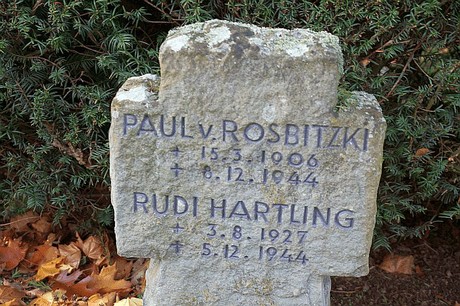 PAUL v. ROSBITZKI
+ 15.3.1906
+ 8.12.1944
RUDI HARTLING
+ 3.8.1927
+ 5.12.1944